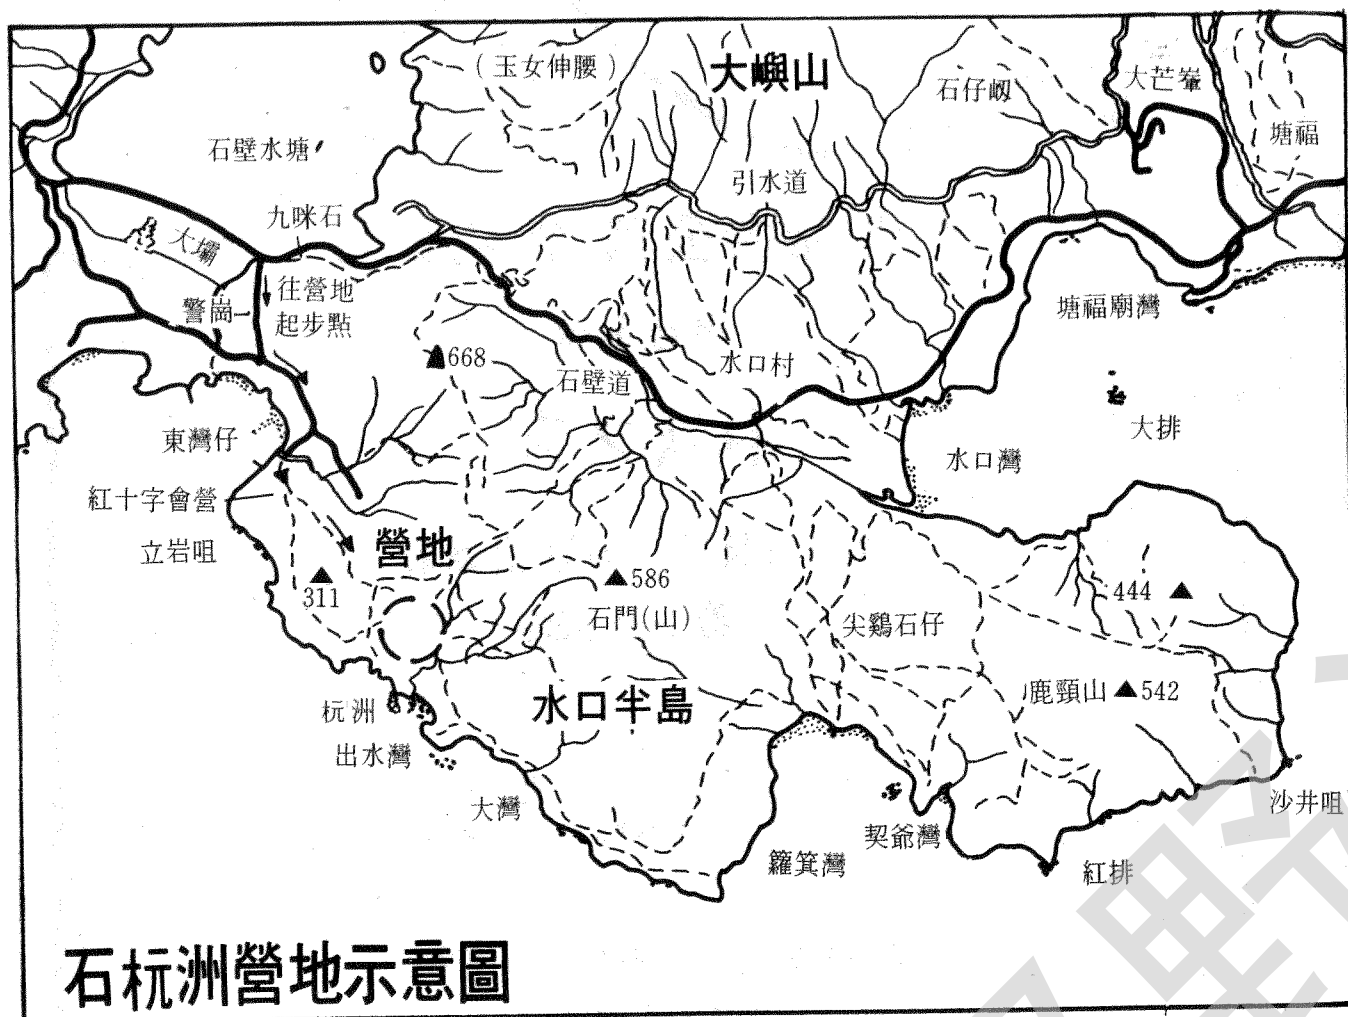 (玉女伸腰)
大嶼山
石仔㘭
大芒輋
塘福
石壁水塘
引水道
九咪石
大壩
往營地
起步點
警崗
塘福廟灣
668
水口村
石壁道
大排
東灣仔
水口灣
紅十字會營
立岩咀
營地
586
444
311
石門(山)
尖鷄石仔
鹿頸山
542
水口半島
杬洲
出水灣
大灣
沙井咀
契爺灣
籮箕灣
紅排
石杬洲營地示意圖